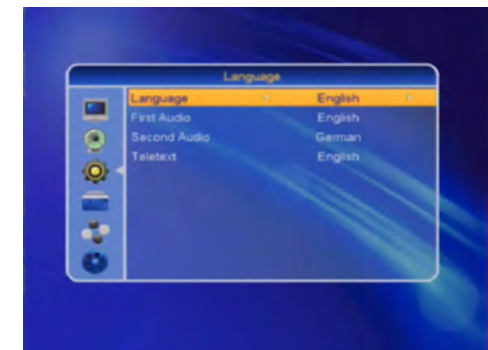 Language
Language English
First Audio English
Second Audio German
Teletext English